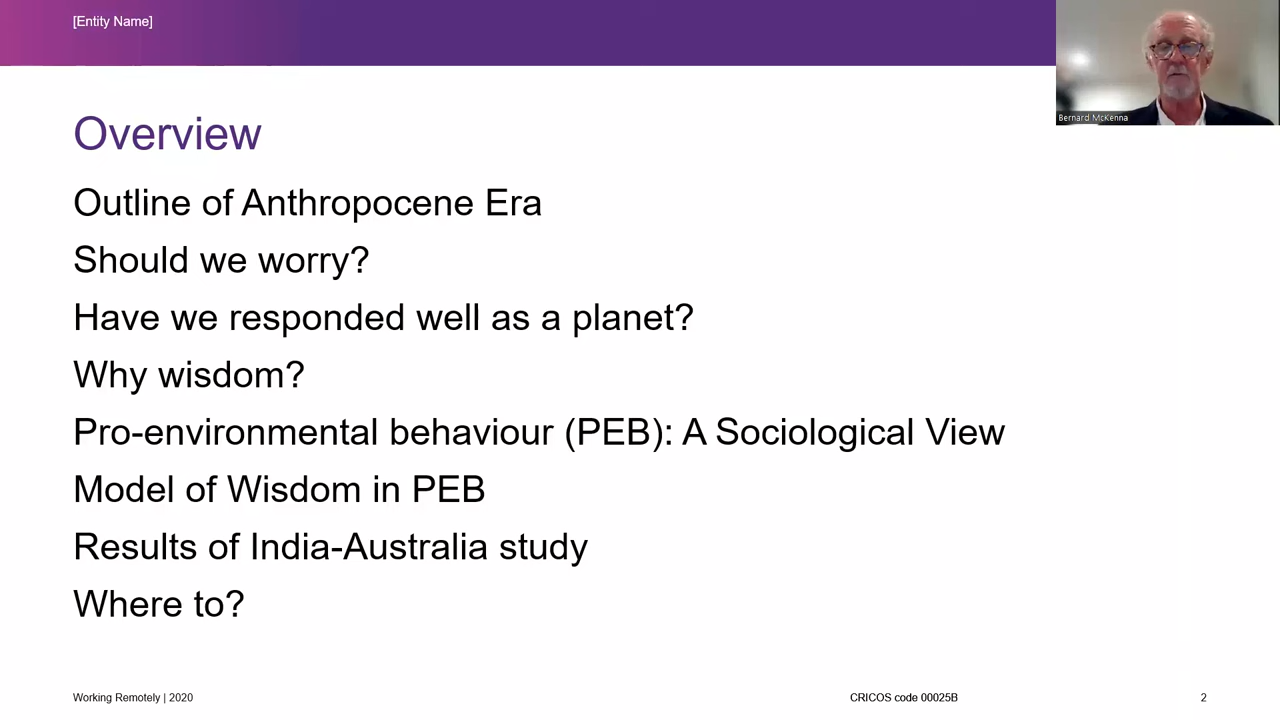 [Entity Name]
Bernard McKenna
Overview
Outline of Anthropocene Era
Should we worry?
Have we responded well as a planet?
Why wisdom?
Pro-environmental behaviour (PEB): A Sociological View
Model of Wisdom in PEB
Results of India-Australia study
Where to?
Working Remotely | 2020
CRICOS code 00025B
2